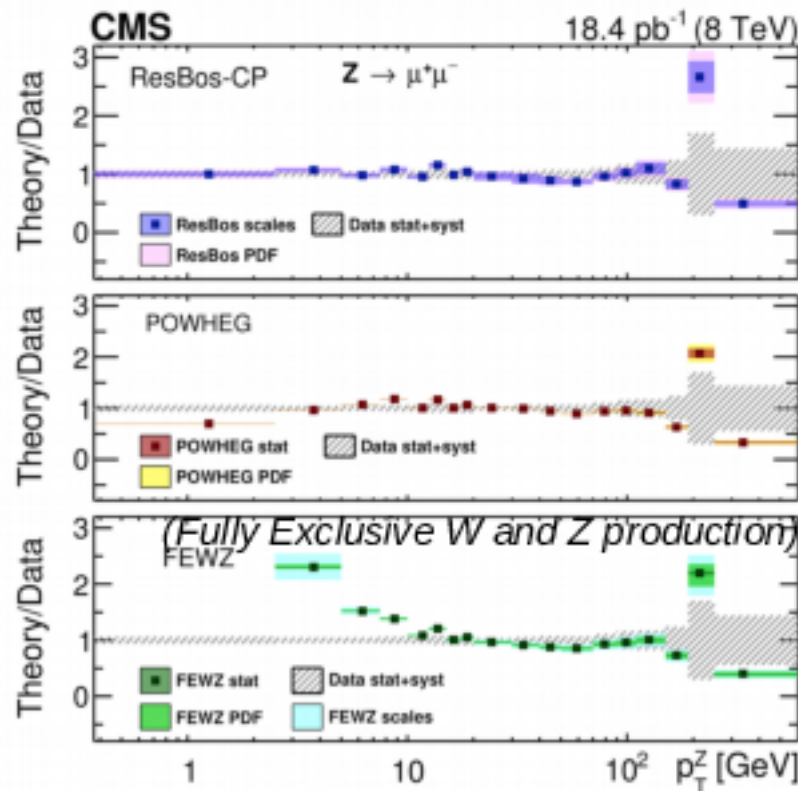 CMS 18.4 pb⁻¹ (8 TeV)
Theory/Data
3
2
1
0
ResBos-CP Z → μ⁺μ⁻
ResBos scales Data stat+syst
ResBos PDF
Theory/Data
3
2
1
0
POWHEG
POWHEG stat Data stat+syst
POWHEG PDF
Theory/Data
3
2
1
0
(Fully Exclusive W and Z production)
FEWZ
FEWZ stat Data stat+syst
FEWZ PDF FEWZ scales
1 10 10² p_T^Z [GeV]